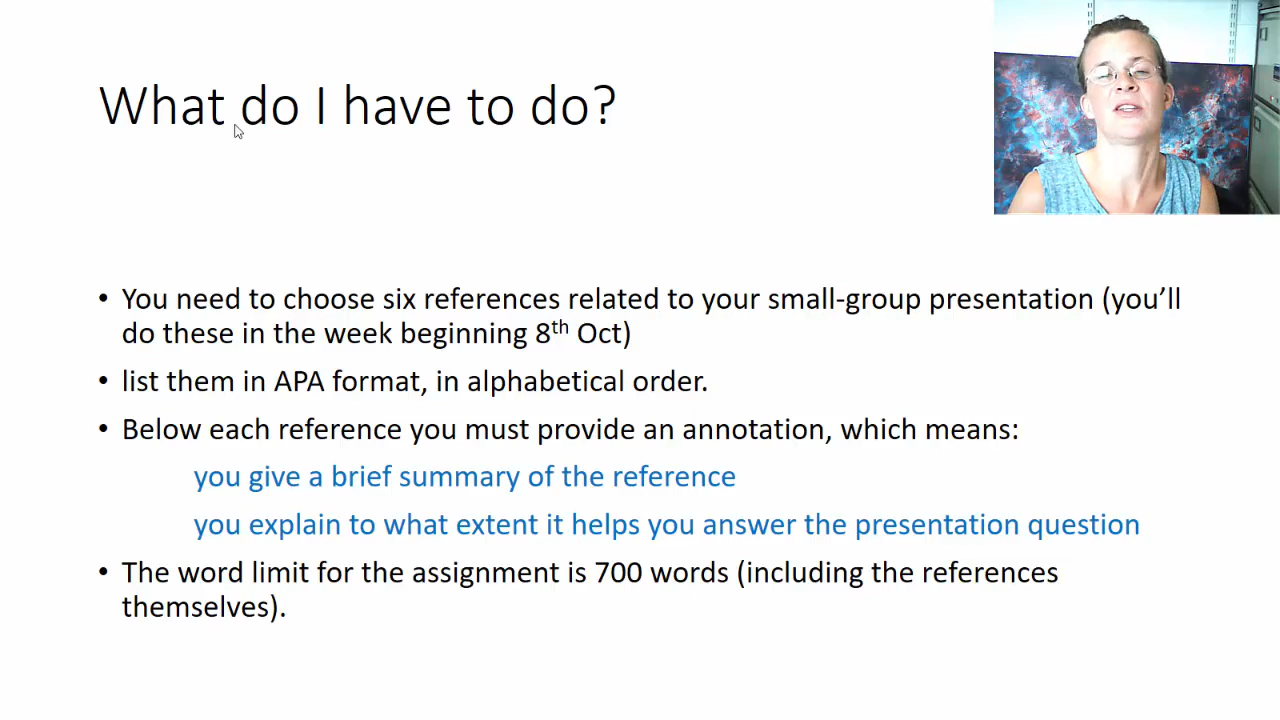 What do I have to do?
• You need to choose six references related to your small-group presentation (you'll
do these in the week beginning 8th Oct)
• list them in APA format, in alphabetical order.
• Below each reference you must provide an annotation, which means:
you give a brief summary of the reference
you explain to what extent it helps you answer the presentation question
• The word limit for the assignment is 700 words (including the references
themselves).